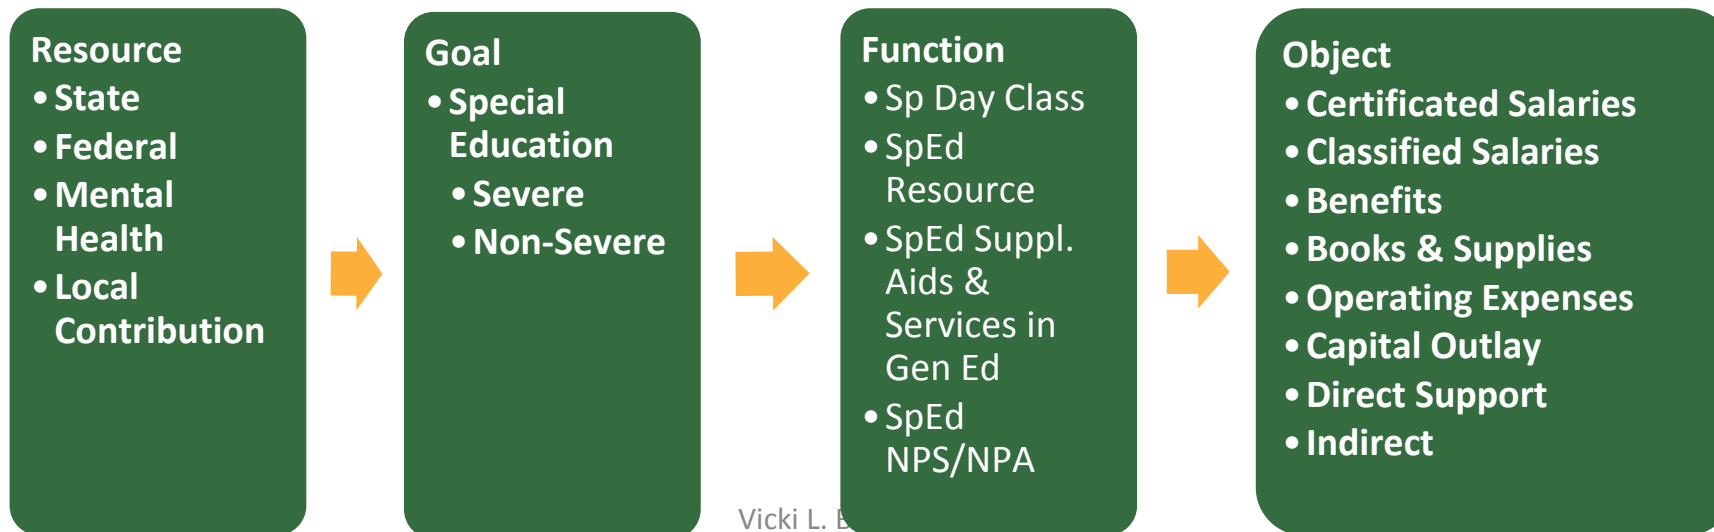 Resource
• State
• Federal
• Mental
Health
• Local
Contribution
Goal
• Special
Education
• Severe
• Non-Severe
Function
• Sp Day Class
• SpEd
Resource
• SpEd Suppl.
Aids &
Services in
Gen Ed
• SpEd
NPS/NPA
Object
• Certificated Salaries
• Classified Salaries
• Benefits
• Books & Supplies
• Operating Expenses
• Capital Outlay
• Direct Support
• Indirect
Vicki L.